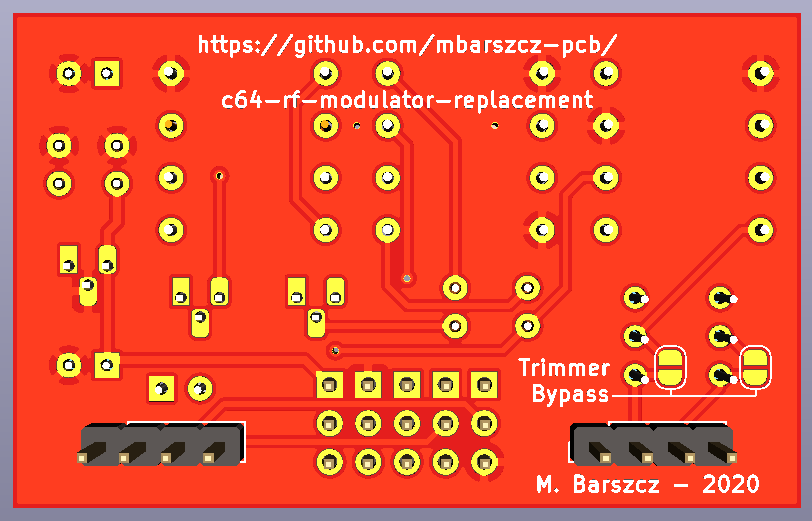 https://github.com/mbarszcz-pcb/
c64-rf-modulator-replacement
Trimmer
Bypass
M. Barszcz - 2020